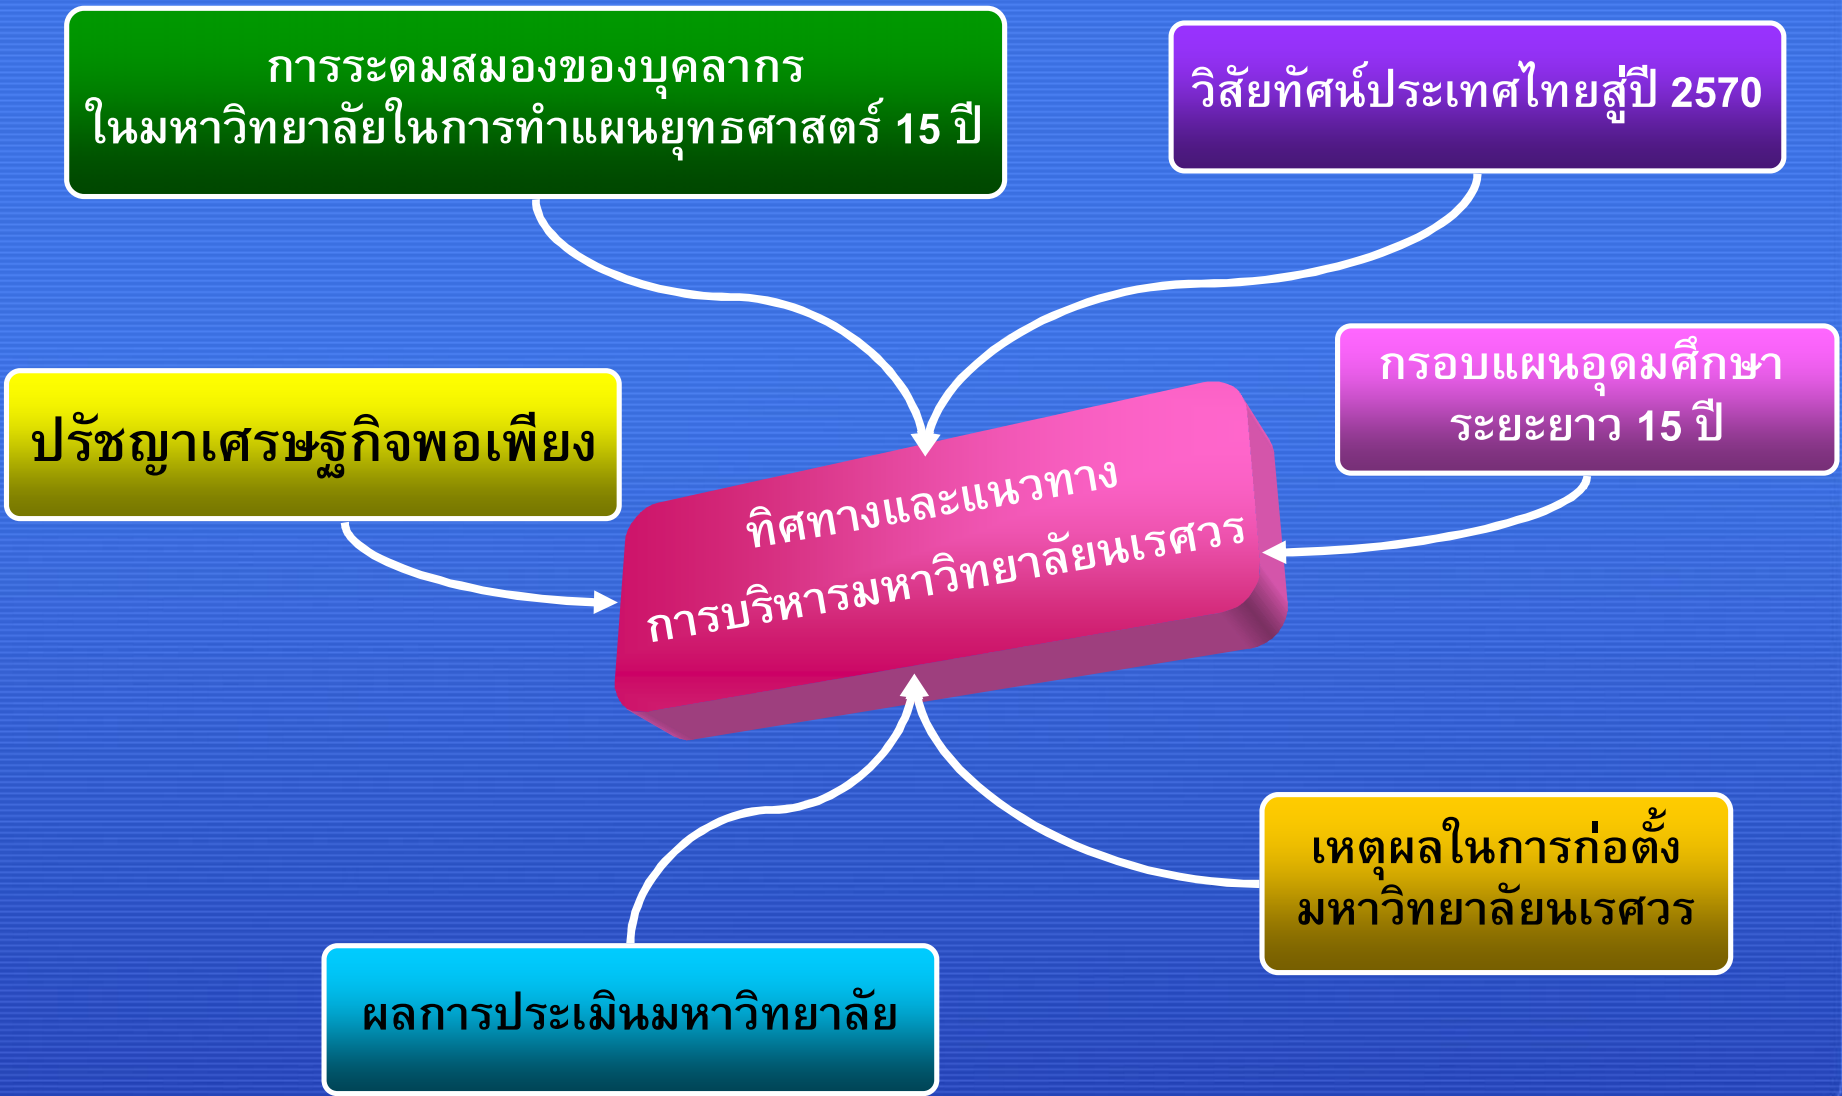 การระดมสมองของบุคลากร
ในมหาวิทยาลัยในการทำแผนยุทธศาสตร์ 15 ปี
วิสัยทัศน์ประเทศไทยสู่ปี 2570
กรอบแผนอุดมศึกษา
ระยะยาว 15 ปี
ปรัชญาเศรษฐกิจพอเพียง
ทิศทางและแนวทาง
การบริหารมหาวิทยาลัยนเรศวร
เหตุผลในการก่อตั้ง
มหาวิทยาลัยนเรศวร
ผลการประเมินมหาวิทยาลัย